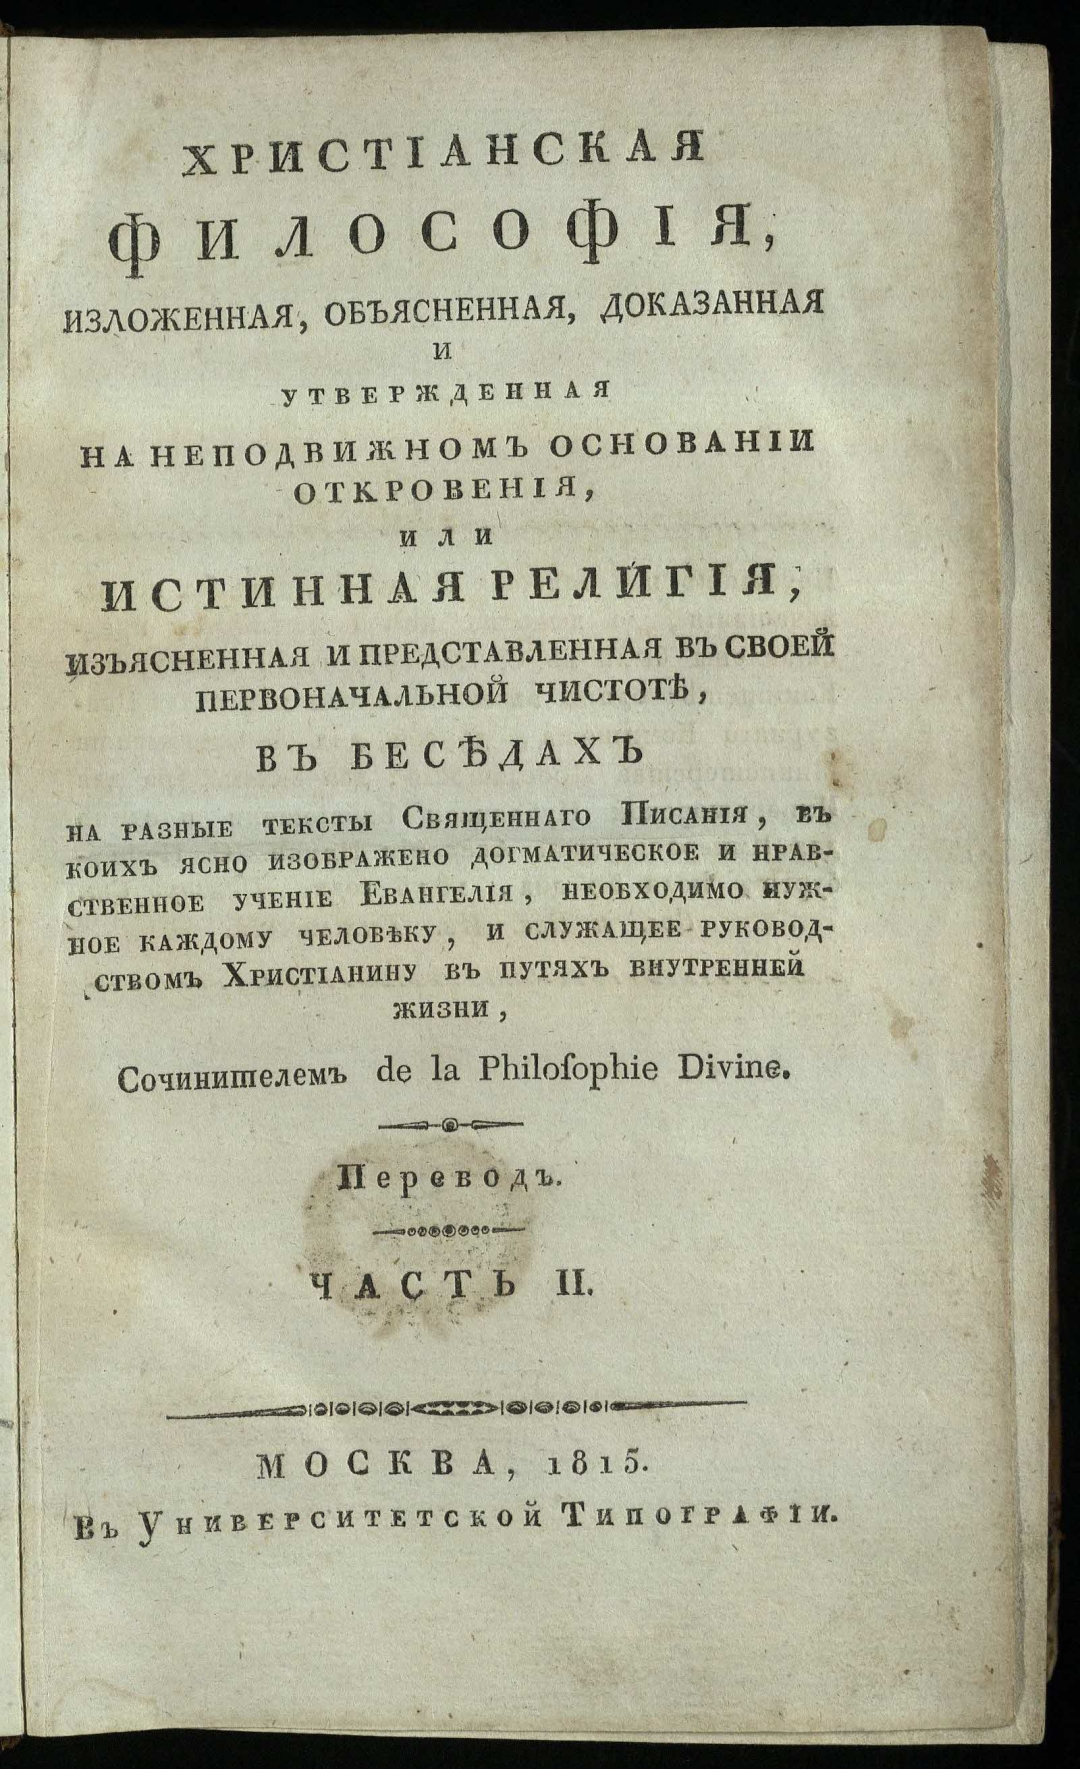 ХРИСТІАНСКАЯ
ФИЛОСОФІЯ,
ИЗЛОЖЕННАЯ, ОБЪЯСНЕННАЯ, ДОКАЗАННАЯ
И
УТВЕРЖДЕННАЯ
НА НЕПОДВИЖНОМЪ ОСНОВАНІИ
ОТКРОВЕНІЯ,
ИЛИ
ИСТИННАЯ РЕЛИГІЯ,
ИЗЪЯСНЕННАЯ И ПРЕДСТАВЛЕННАЯ ВЪ СВОЕЙ
ПЕРВОНАЧАЛЬНОЙ ЧИСТОТѢ,
ВЪ БЕСѢДАХЪ
НА РАЗНЫЕ ТЕКСТЫ СВЯЩЕННАГО ПИСАНІЯ, ВЪ
КОИХЪ ЯСНО ИЗОБРАЖЕНО ДОГМАТИЧЕСКОЕ И НРАВ-
СТВЕННОЕ УЧЕНІЕ ЕВАНГЕЛІЯ, НЕОБХОДИМО НУЖ-
НОЕ КАЖДОМУ ЧЕЛОВѢКУ, И СЛУЖАЩЕЕ РУКОВОД-
СТВОМЪ ХРИСТІАНИНУ ВЪ ПУТЯХЪ ВНУТРЕННЕЙ
ЖИЗНИ,
Сочинителемъ de la Philoſophie Divine.
Переводъ.
ЧАСТЬ II.
МОСКВА, 1815.
ВЪ УНИВЕРСИТЕТСКОЙ ТИПОГРАФІИ.